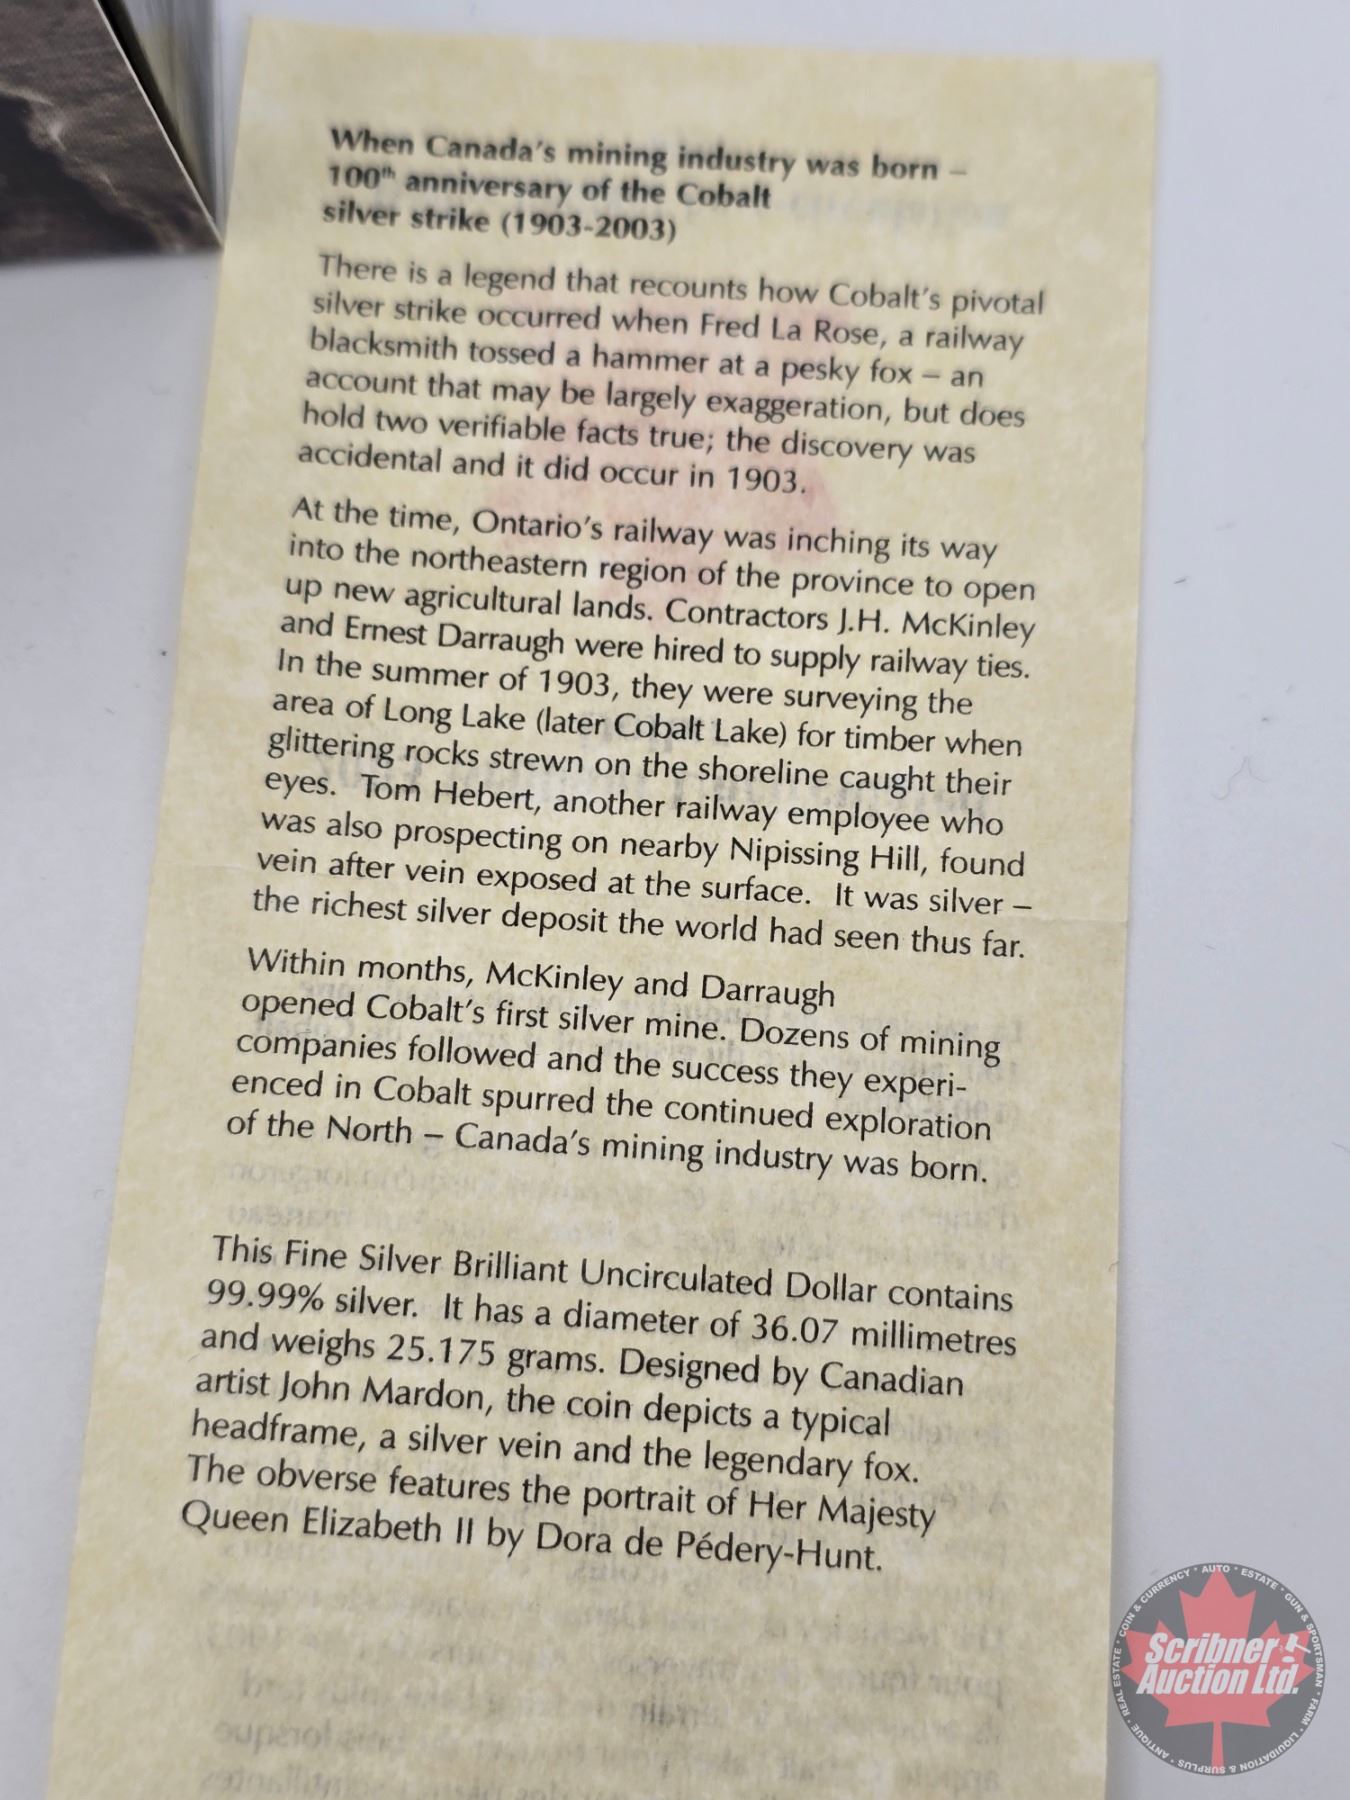 When Canada's mining industry was born –
100th anniversary of the Cobalt
silver strike (1903-2003)
There is a legend that recounts how Cobalt's pivotal
silver strike occurred when Fred La Rose, a railway
blacksmith tossed a hammer at a pesky fox – an
account that may be largely exaggeration, but does
hold two verifiable facts true; the discovery was
accidental and it did occur in 1903.
At the time, Ontario's railway was inching its way
into the northeastern region of the province to open
up new agricultural lands. Contractors J.H. McKinley
and Ernest Darraugh were hired to supply railway ties.
In the summer of 1903, they were surveying the
area of Long Lake (later Cobalt Lake) for timber when
glittering rocks strewn on the shoreline caught their
eyes. Tom Hebert, another railway employee who
was also prospecting on nearby Nipissing Hill, found
vein after vein exposed at the surface. It was silver –
the richest silver deposit the world had seen thus far.
Within months, McKinley and Darraugh
opened Cobalt's first silver mine. Dozens of mining
companies followed and the success they experi-
enced in Cobalt spurred the continued exploration
of the North – Canada's mining industry was born.
This Fine Silver Brilliant Uncirculated Dollar contains
99.99% silver. It has a diameter of 36.07 millimetres
and weighs 25.175 grams. Designed by Canadian
artist John Mardon, the coin depicts a typical
headframe, a silver vein and the legendary fox.
The obverse features the portrait of Her Majesty
Queen Elizabeth II by Dora de Pédery-Hunt.
Scribner
Auction Ltd.
ANTIQUE · REAL ESTATE · COIN & CURRENCY · AUTO · ESTATE · GUN & SPORTSMAN · FARM · LIQUIDATION & SURPLUS